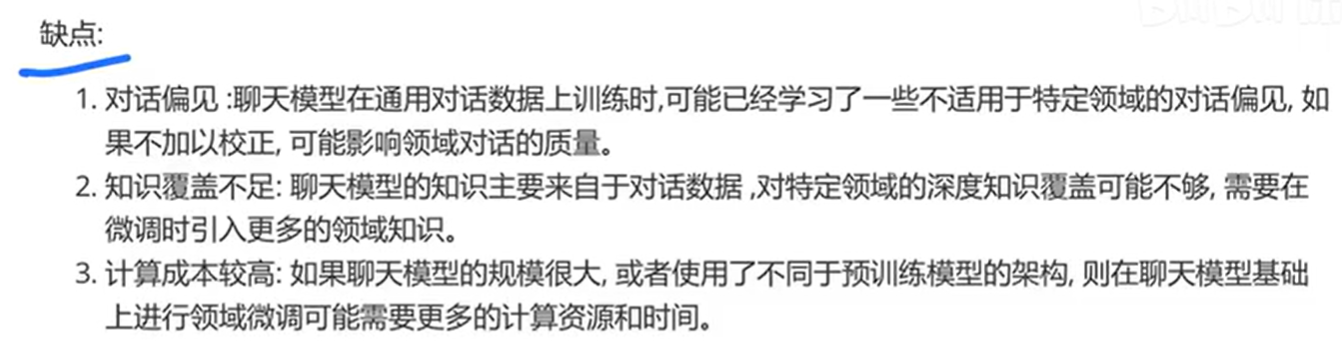 缺点:
1. 对话偏见 :聊天模型在通用对话数据上训练时,可能已经学习了一些不适用于特定领域的对话偏见, 如
果不加以校正, 可能影响领域对话的质量。
2. 知识覆盖不足: 聊天模型的知识主要来自于对话数据 ,对特定领域的深度知识覆盖可能不够, 需要在
微调时引入更多的领域知识。
3. 计算成本较高: 如果聊天模型的规模很大, 或者使用了不同于预训练模型的架构, 则在聊天模型基础
上进行领域微调可能需要更多的计算资源和时间。